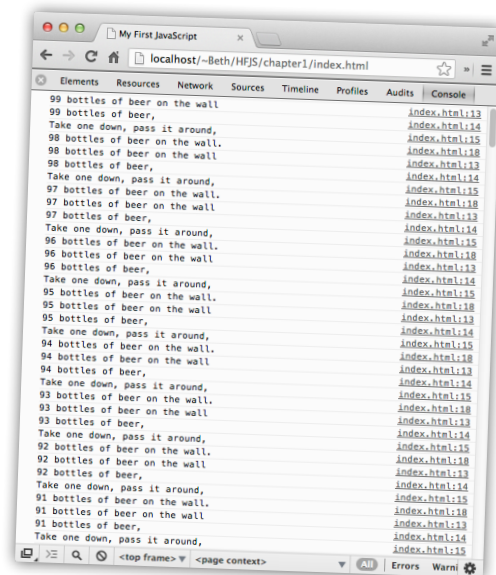 My First JavaScript
localhost/~Beth/HFJS/chapter1/index.html
Elements Resources Network Sources Timeline Profiles Audits Console
99 bottles of beer on the wall index.html:13
99 bottles of beer, index.html:14
Take one down, pass it around, index.html:15
98 bottles of beer on the wall. index.html:18
98 bottles of beer on the wall index.html:13
98 bottles of beer, index.html:14
Take one down, pass it around, index.html:15
97 bottles of beer on the wall. index.html:18
97 bottles of beer on the wall index.html:13
97 bottles of beer, index.html:14
Take one down, pass it around, index.html:15
96 bottles of beer on the wall. index.html:18
96 bottles of beer on the wall index.html:13
96 bottles of beer, index.html:14
Take one down, pass it around, index.html:15
95 bottles of beer on the wall. index.html:18
95 bottles of beer on the wall index.html:13
95 bottles of beer, index.html:14
Take one down, pass it around, index.html:15
94 bottles of beer on the wall. index.html:18
94 bottles of beer on the wall index.html:13
94 bottles of beer, index.html:14
Take one down, pass it around, index.html:15
93 bottles of beer on the wall. index.html:18
93 bottles of beer on the wall index.html:13
93 bottles of beer, index.html:14
Take one down, pass it around, index.html:15
92 bottles of beer on the wall. index.html:18
92 bottles of beer on the wall index.html:13
92 bottles of beer, index.html:14
Take one down, pass it around, index.html:15
91 bottles of beer on the wall. index.html:18
91 bottles of beer on the wall index.html:13
91 bottles of beer, index.html:14
Take one down, pass it around, index.html:15
<top frame> <page context> All Errors Warni